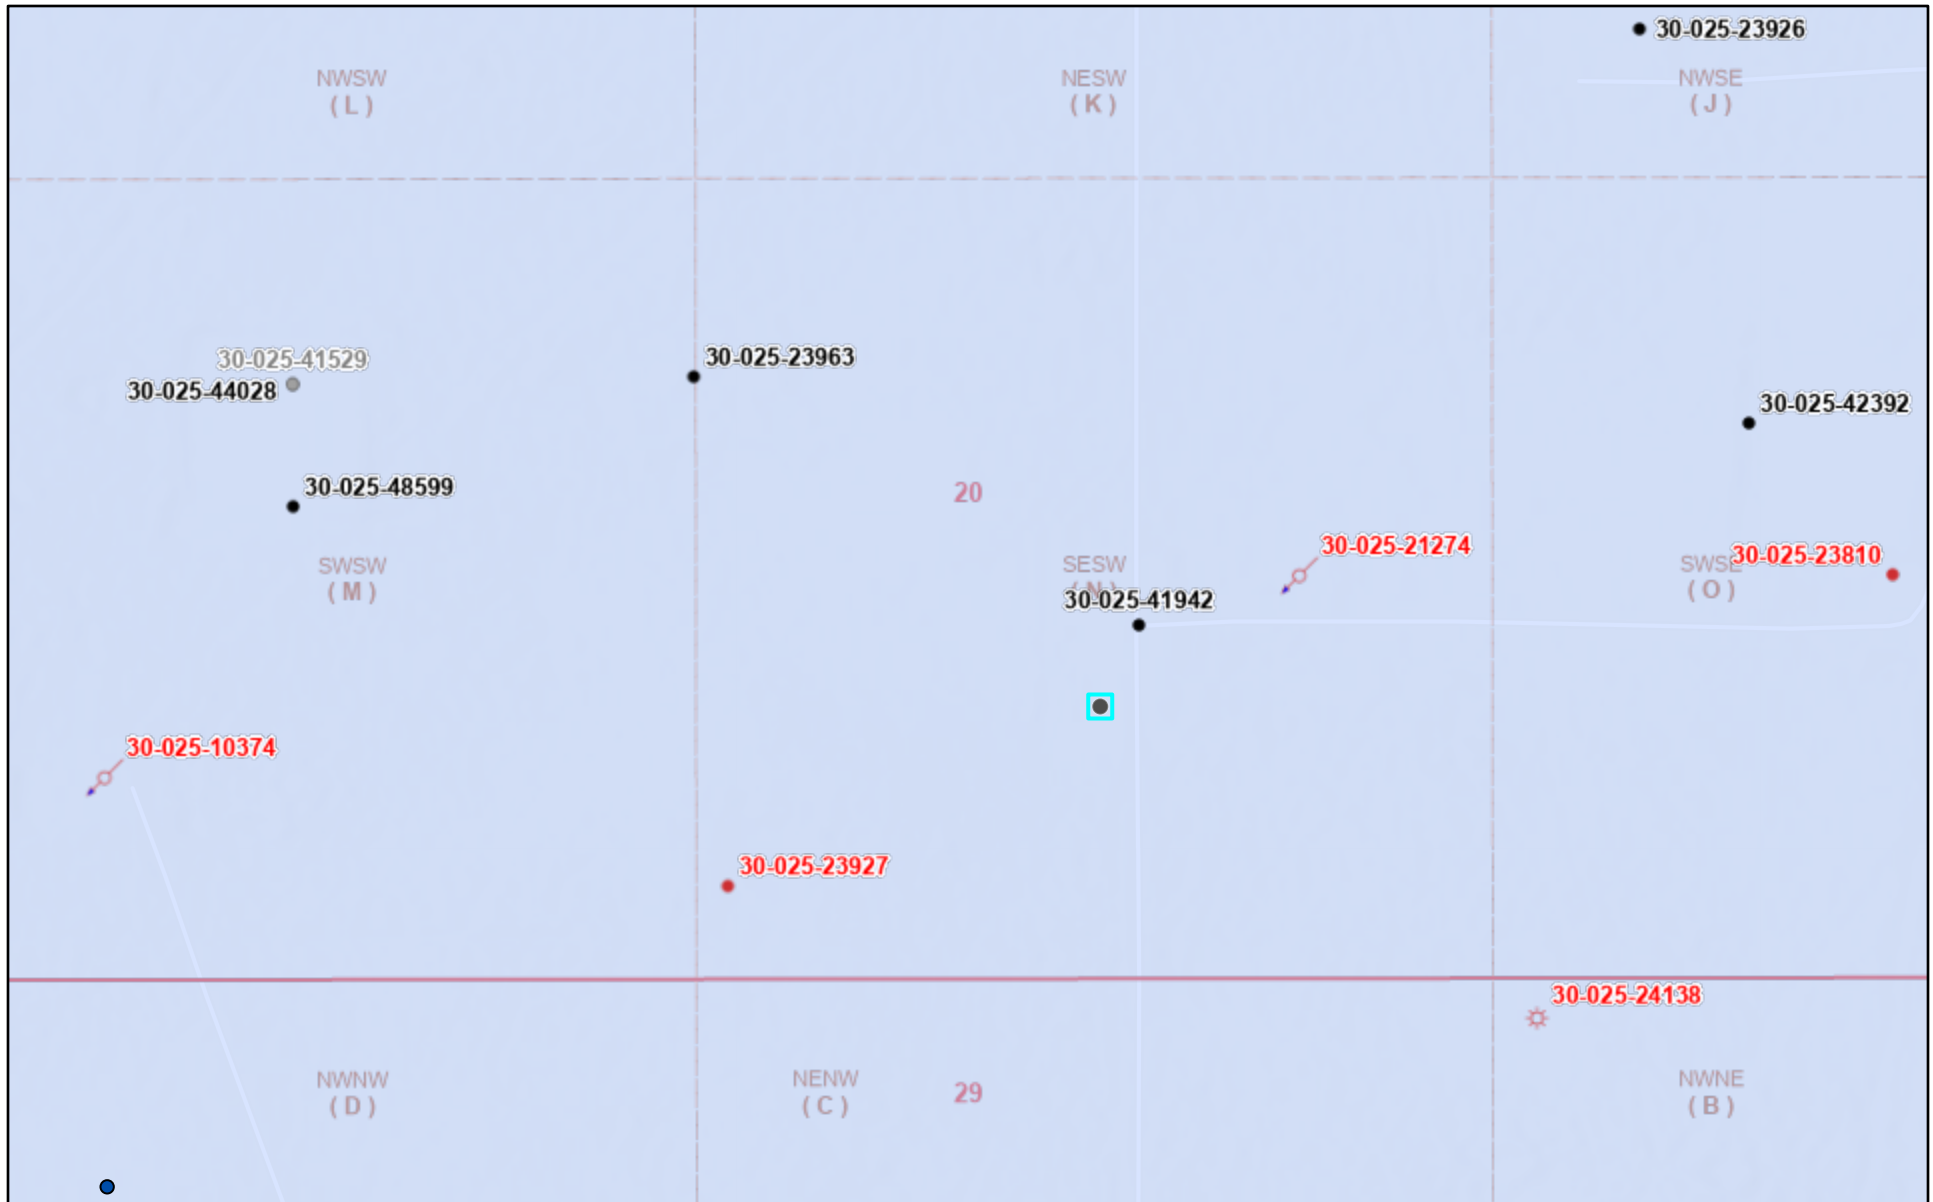 30-025-23926
NWSW
( L )
NESW
( K )
NWSE
( J )
30-025-41529
30-025-44028
30-025-23963
30-025-42392
30-025-48599
20
30-025-21274
30-025-23810
SWSW
( M )
SESW
( N )
30-025-41942
SWSE
( O )
30-025-10374
30-025-23927
30-025-24138
NWNW
( D )
NENW
( C )
29
NWNE
( B )